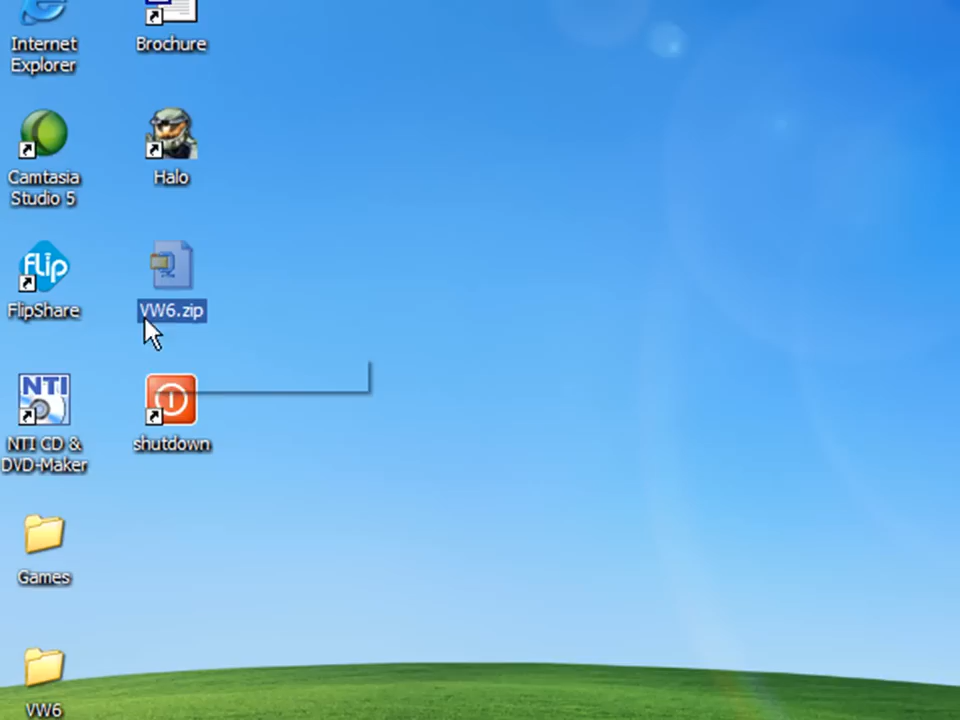 Internet
Explorer
Brochure
Camtasia
Studio 5
Halo
FLIP
FlipShare
VW6.zip
NTI
NTI CD &
DVD-Maker
shutdown
Games
VW6